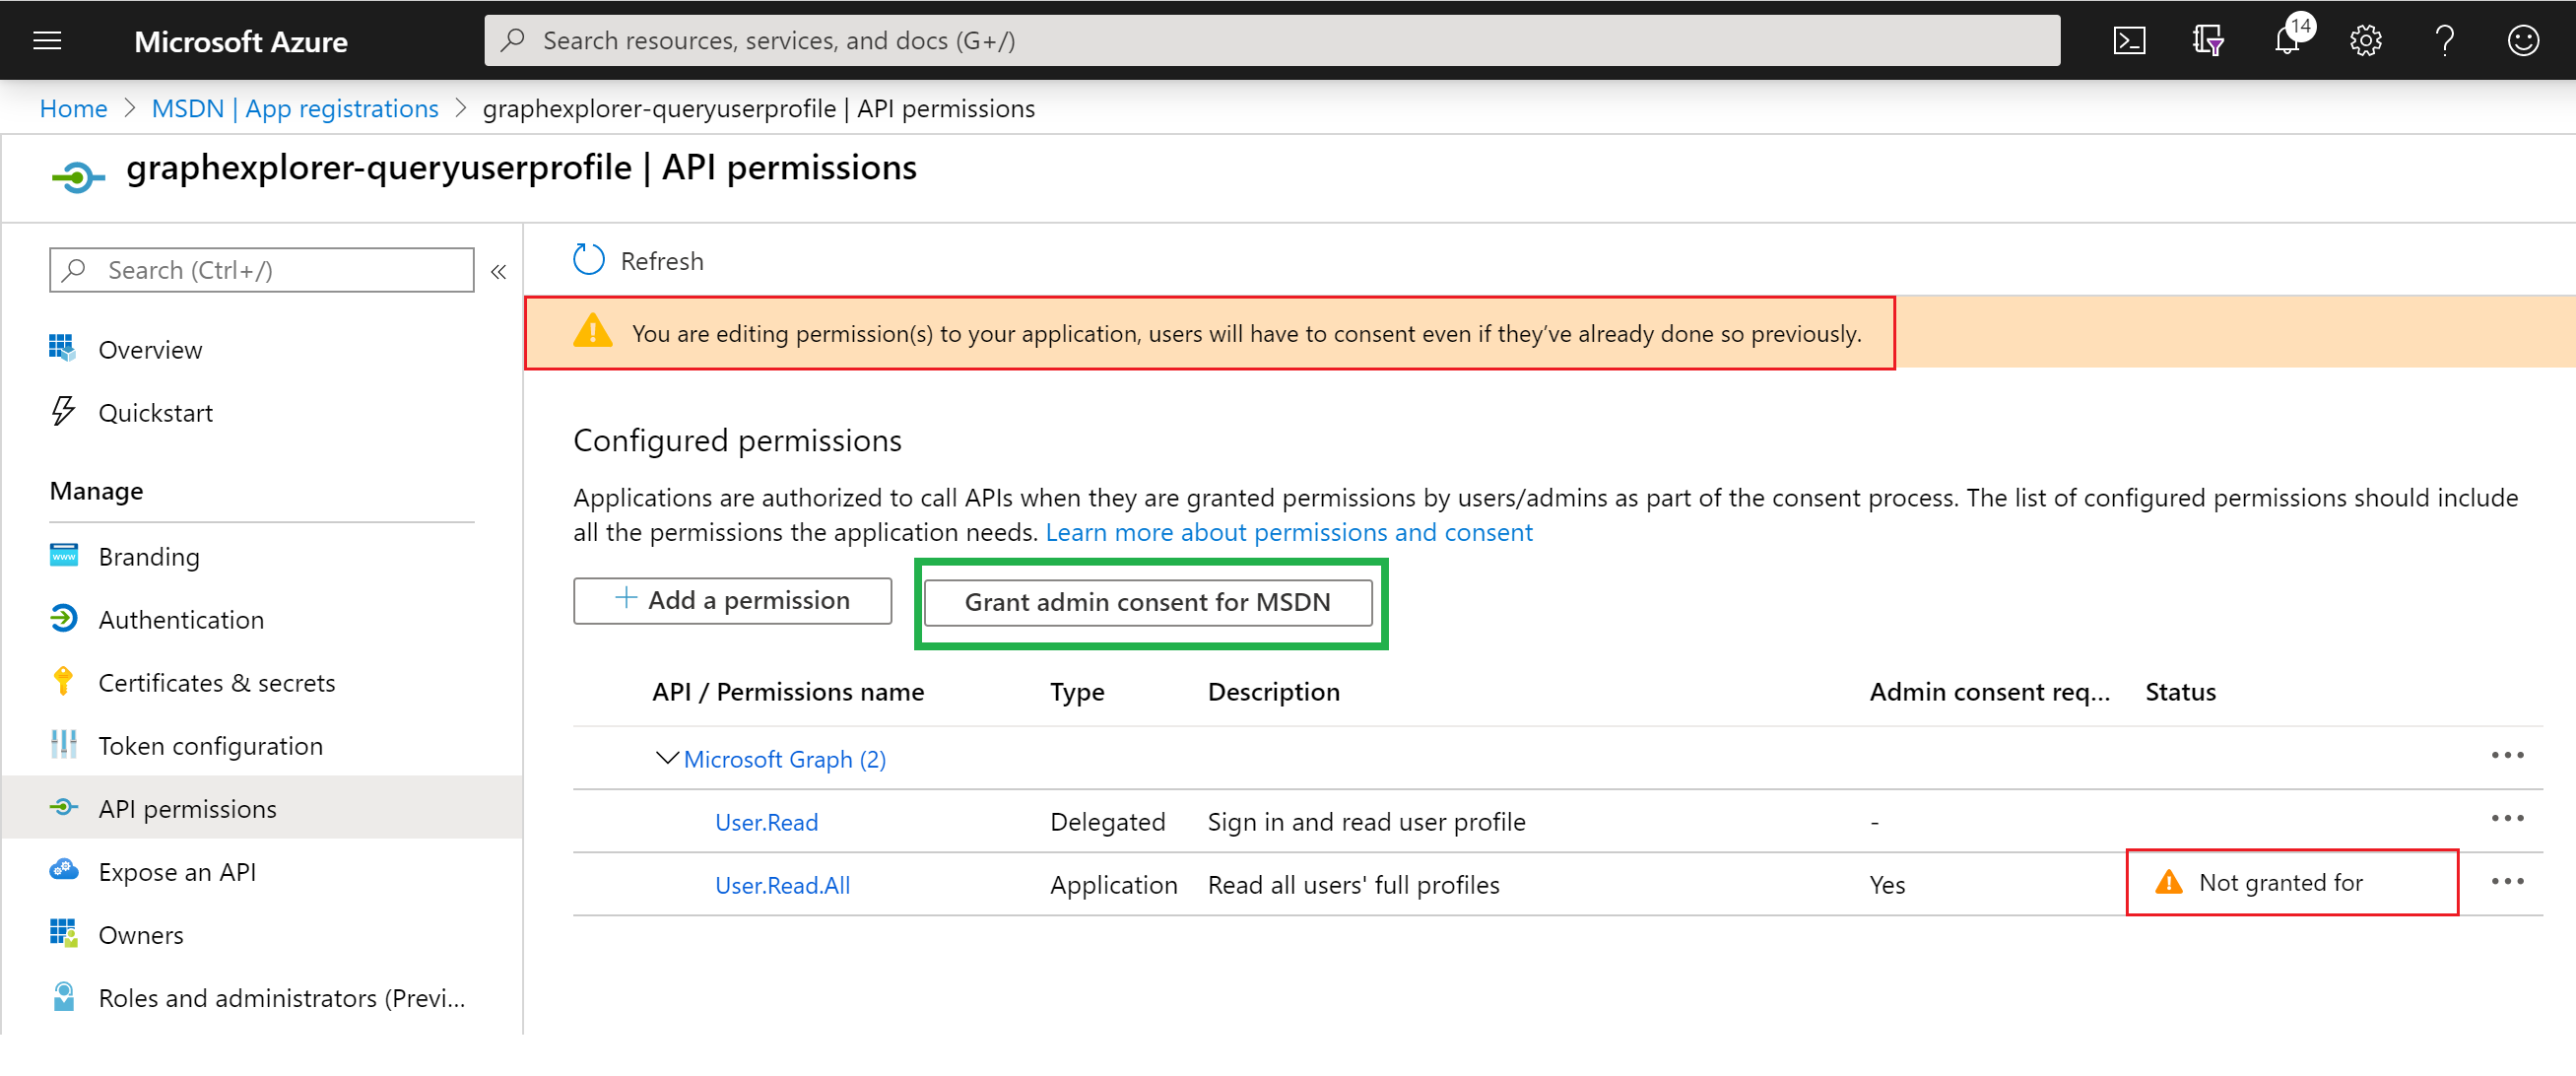 Microsoft Azure
Search resources, services, and docs (G+/)
14
Home > MSDN | App registrations > graphexplorer-queryuserprofile | API permissions
graphexplorer-queryuserprofile | API permissions
Search (Ctrl+/)
«
Overview
Quickstart
Manage
Branding
Authentication
Certificates & secrets
Token configuration
API permissions
Expose an API
Owners
Roles and administrators (Previ...
Refresh
You are editing permission(s) to your application, users will have to consent even if they’ve already done so previously.
Configured permissions
Applications are authorized to call APIs when they are granted permissions by users/admins as part of the consent process. The list of configured permissions should include
all the permissions the application needs. Learn more about permissions and consent
+ Add a permission
Grant admin consent for MSDN
API / Permissions name Type Description Admin consent req... Status
Microsoft Graph (2) •••
User.Read Delegated Sign in and read user profile - •••
User.Read.All Application Read all users' full profiles Yes Not granted for •••